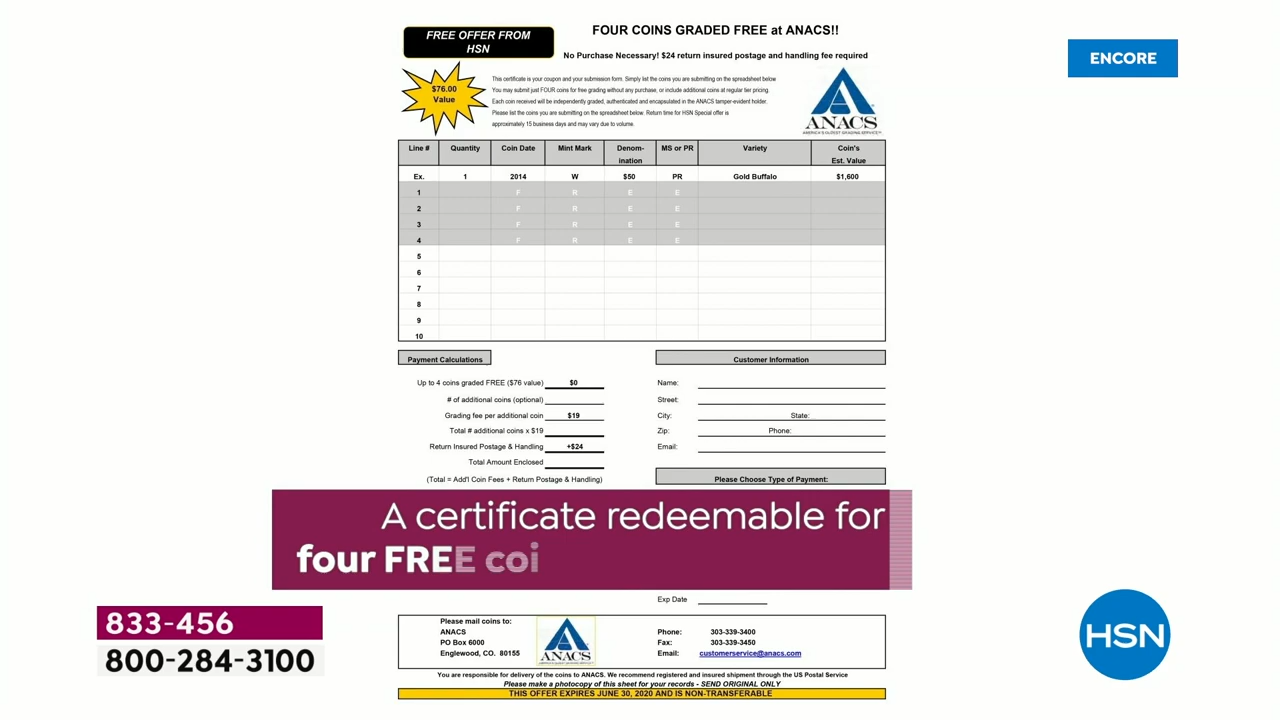 FREE OFFER FROM
HSN
FOUR COINS GRADED FREE at ANACS!!
No Purchase Necessary! $24 return insured postage and handling fee required
ENCORE
$76.00
Value
This certificate is your coupon and your submission form. Simply list the coins you are submitting on the spreadsheet below
You may submit just FOUR coins for free grading without any purchase, or include additional coins at regular tier pricing.
Each coin received will be independently graded, authenticated and encapsulated in the ANACS tamper-evident holder.
Please list the coins you are submitting on the spreadsheet below. Return time for HSN Special offer is
approximately 15 business days and may vary due to volume.
ANACS
AMERICA'S OLDEST GRADING SERVICE
Line # Quantity Coin Date Mint Mark Denom- MS or PR Variety Coin's
ination Est. Value
Ex. 1 2014 W $50 PR Gold Buffalo $1,600
1 F R E E
2 F R E E
3 F R E E
4 F R E E
5
6
7
8
9
10
Payment Calculations
Customer Information
Up to 4 coins graded FREE ($76 value) $0
Name:
# of additional coins (optional)
Street:
Grading fee per additional coin $19
City: State:
Total # additional coins x $19
Zip: Phone:
Return Insured Postage & Handling +$24
Email:
Total Amount Enclosed
(Total = Add'l Coin Fees + Return Postage & Handling)
Please Choose Type of Payment:
A certificate redeemable for
four FREE coi
Exp Date
833-456
800-284-3100
HSN
Please mail coins to:
ANACS
PO Box 6000
Englewood, CO. 80155
ANACS
Phone: 303-339-3400
Fax: 303-339-3450
Email: customerservice@anacs.com
You are responsible for delivery of the coins to ANACS. We recommend registered and insured shipment through the US Postal Service
Please make a photocopy of this sheet for your records - SEND ORIGINAL ONLY
THIS OFFER EXPIRES JUNE 30, 2020 AND IS NON-TRANSFERABLE